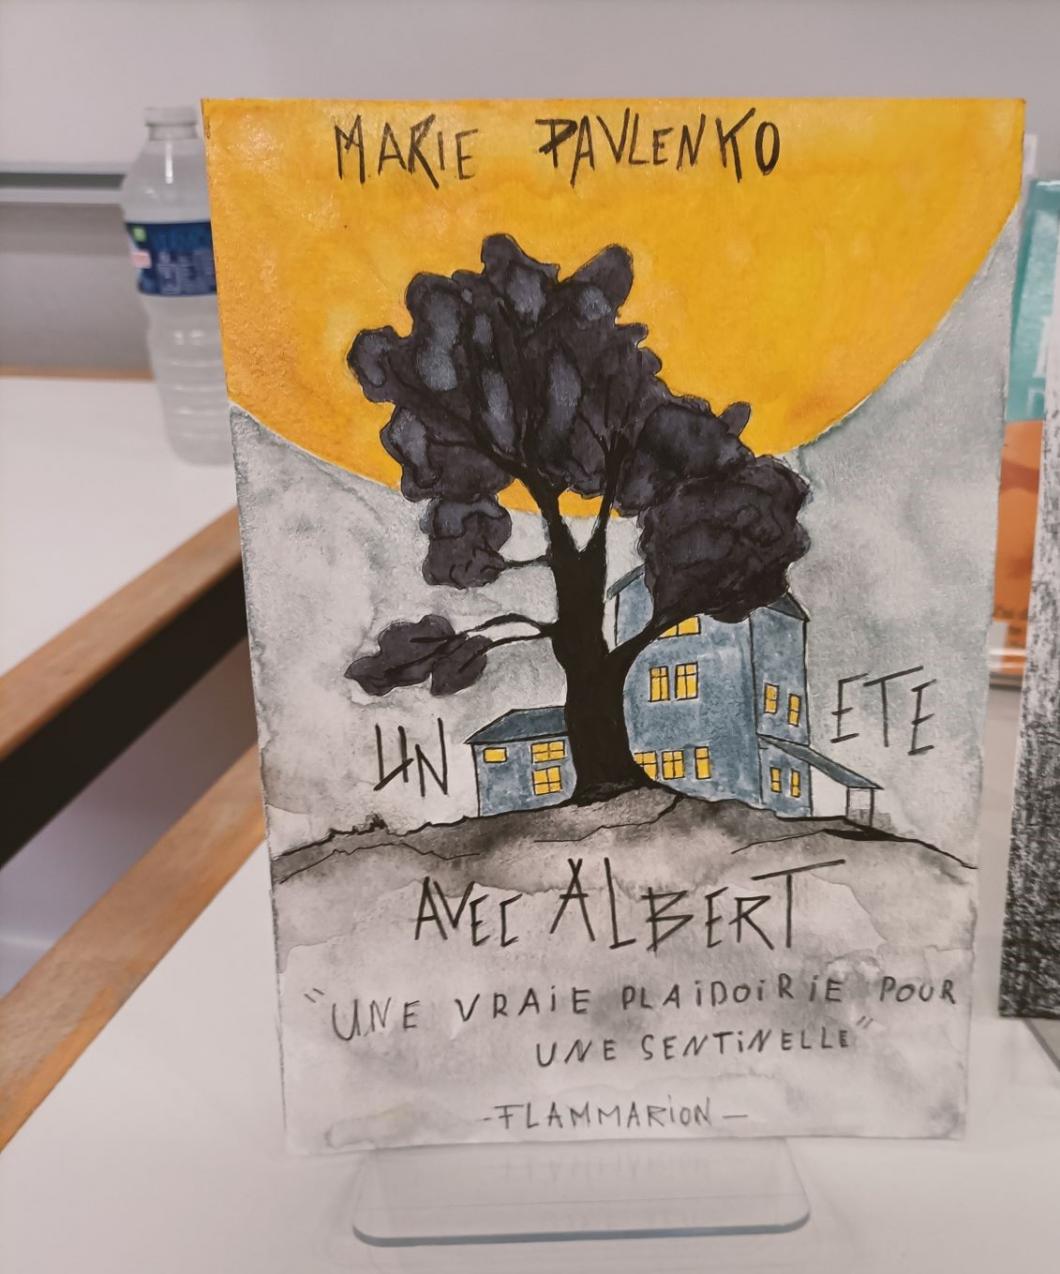 MARIE PAVLENKO
UN ETE
AVEC ALBERT
"UNE VRAiE PLAiDOiRiE POUR
UNE SENTiNELLE"
-FLAMMARiON-